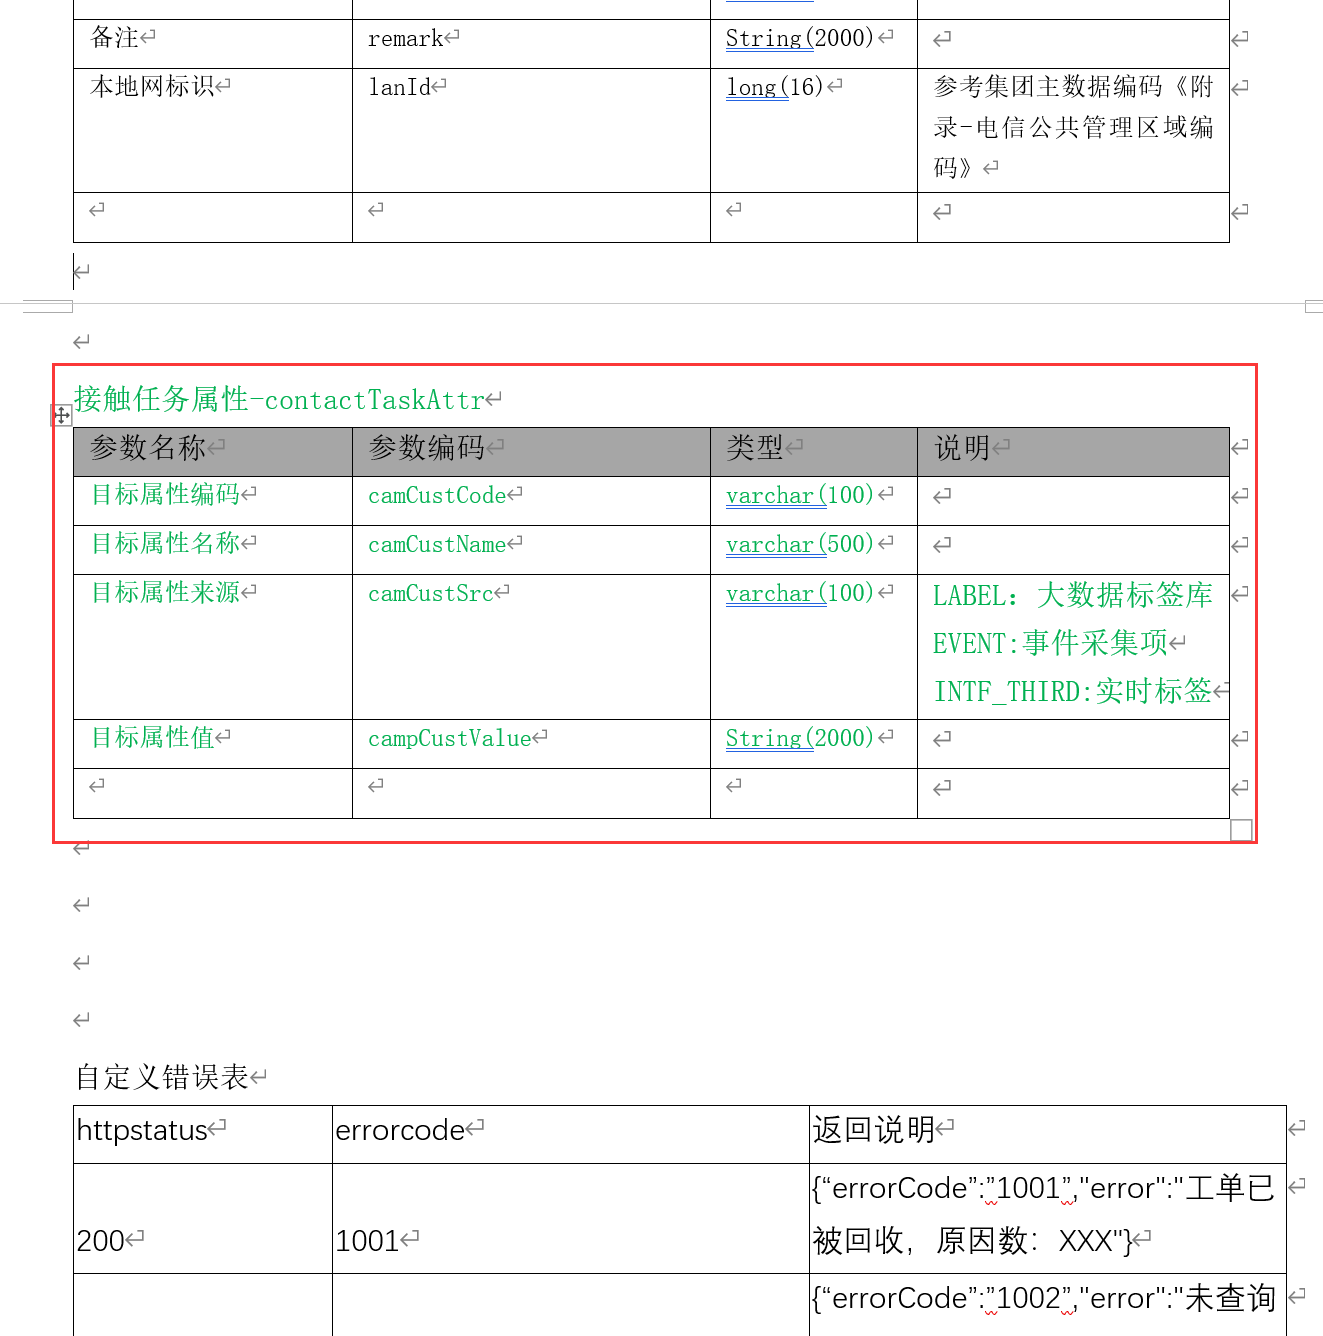 备注 remark String(2000)
本地网标识 lanId long(16) 参考集团主数据编码《附
录-电信公共管理区域编
码》
接触任务属性-contactTaskAttr
参数名称 参数编码 类型 说明
目标属性编码 camCustCode varchar(100)
目标属性名称 camCustName varchar(500)
目标属性来源 camCustSrc varchar(100) LABEL：大数据标签库
EVENT:事件采集项
INTF_THIRD:实时标签
目标属性值 campCustValue String(2000)
自定义错误表
httpstatus errorcode 返回说明
{“errorCode”:”1001”,"error":"工单已
200 1001 被回收，原因数：XXX"}
{“errorCode”:”1002”,"error":"未查询